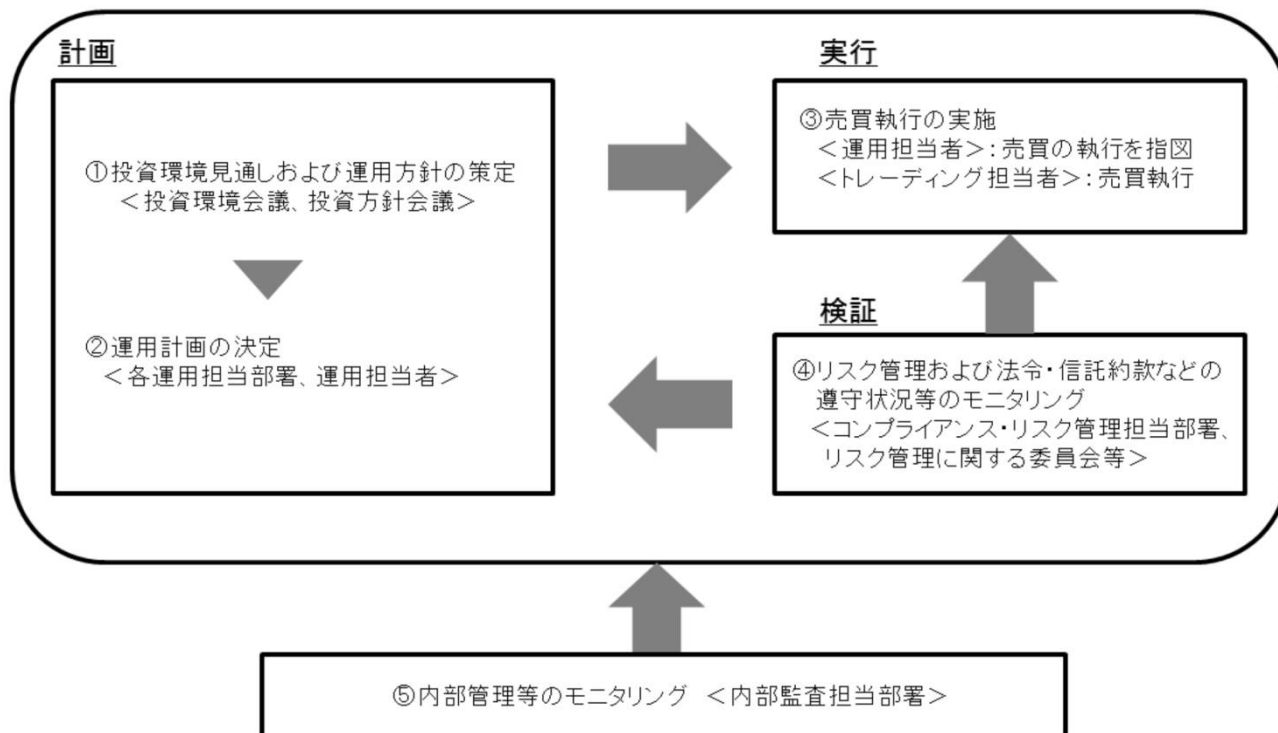 計画
①投資環境見通しおよび運用方針の策定
＜投資環境会議、投資方針会議＞
②運用計画の決定
＜各運用担当部署、運用担当者＞
実行
③売買執行の実施
＜運用担当者＞:売買の執行を指図
＜トレーディング担当者＞:売買執行
検証
④リスク管理および法令・信託約款などの
遵守状況等のモニタリング
＜コンプライアンス・リスク管理担当部署、
リスク管理に関する委員会等＞
⑤内部管理等のモニタリング ＜内部監査担当部署＞